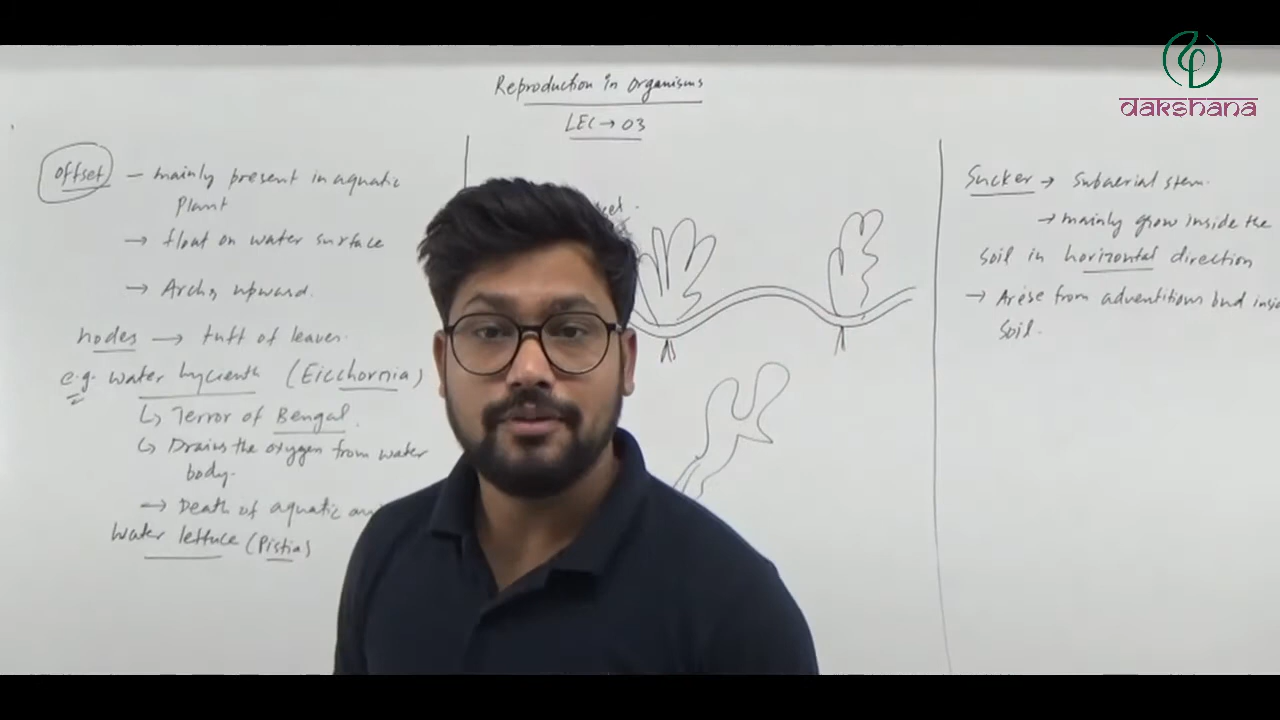 Reproduction in organisms
LEC → 03
dakshana
offset – mainly present in aquatic
plant
→ float on water surface
→ Archs upward.
nodes → tuft of leaves.
e.g. water hyacienth (Eicchornia)
↳ Terror of Bengal.
↳ Drains the oxygen from water
body.
→ Death of aquatic
Water lettuce (Pistia)
Sucker → subaerial stem.
→ mainly grow inside the
soil in horizontal direction
→ Arise from adventitious bud
soil.